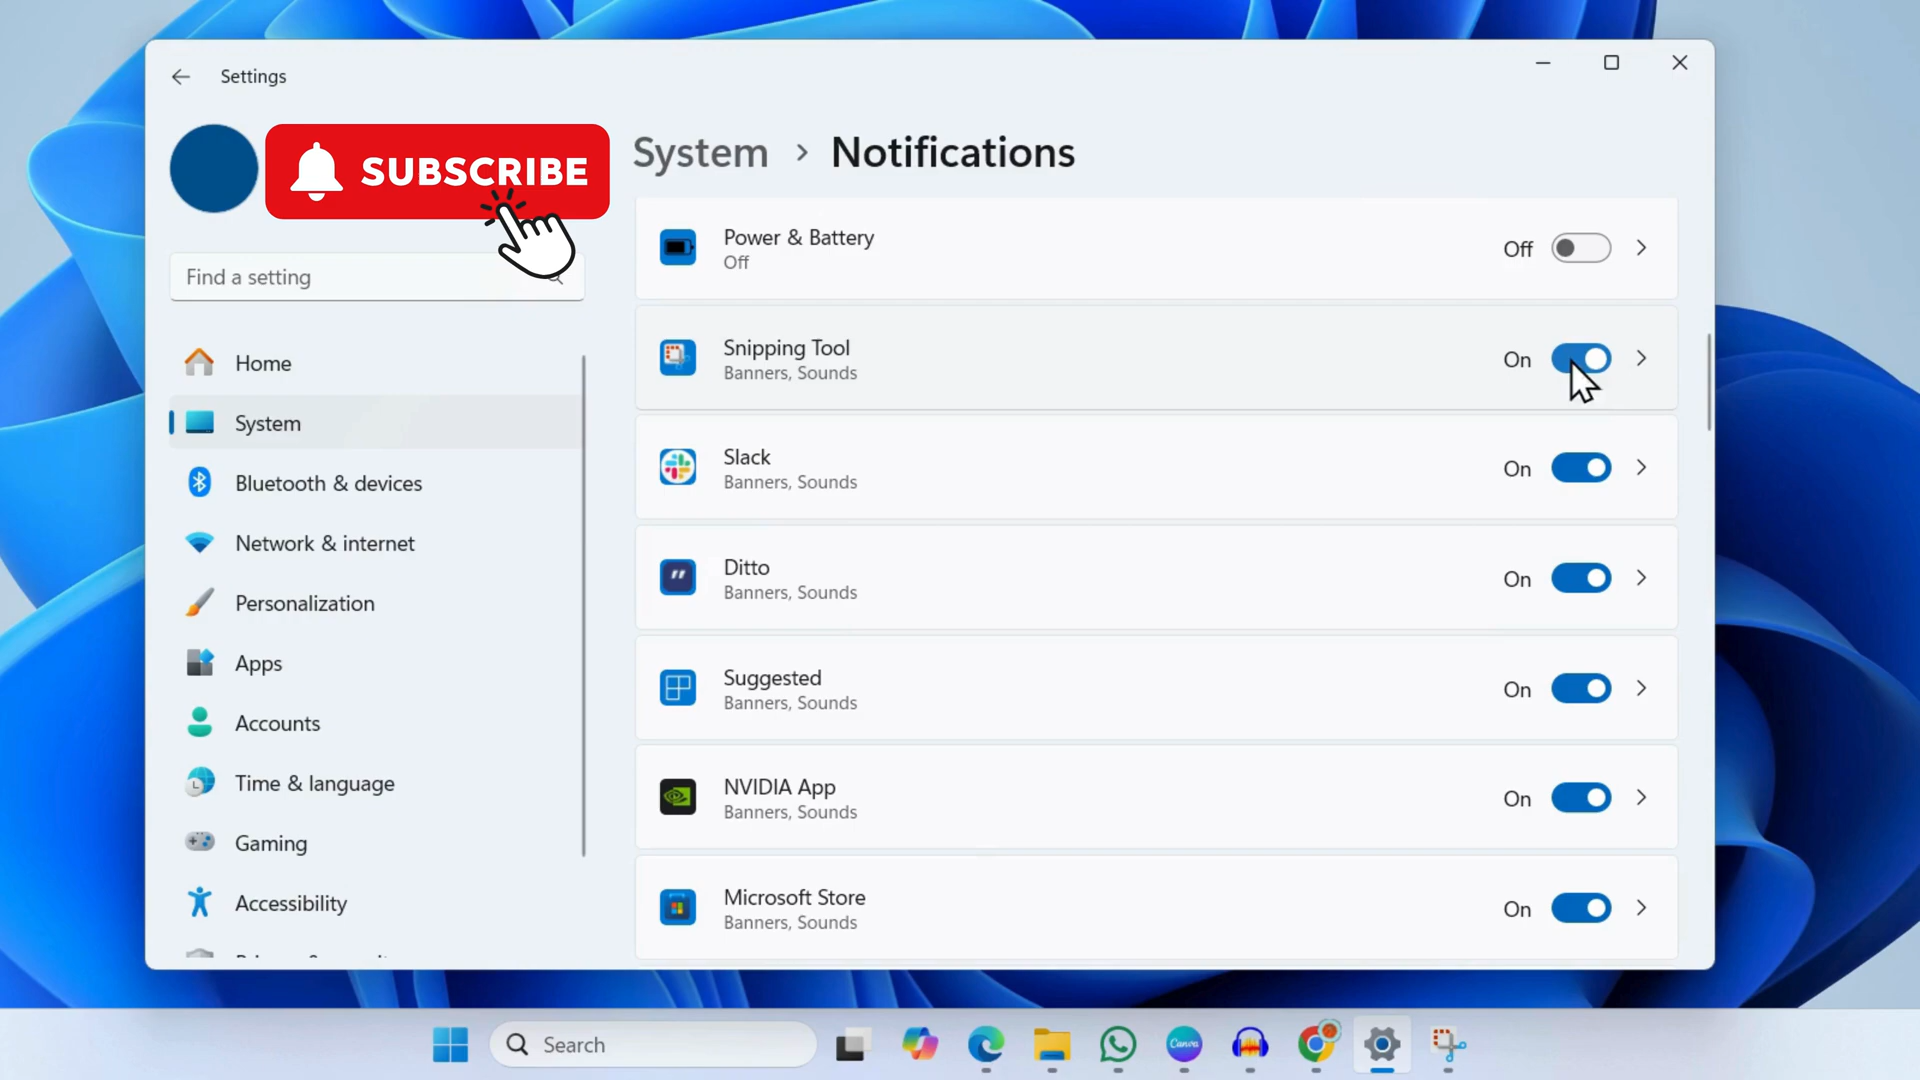 Settings
SUBSCRIBE
System > Notifications
Find a setting
Home
System
Bluetooth & devices
Network & internet
Personalization
Apps
Accounts
Time & language
Gaming
Accessibility
Power & Battery
Off
Off
Snipping Tool
Banners, Sounds
On
Slack
Banners, Sounds
On
Ditto
Banners, Sounds
On
Suggested
Banners, Sounds
On
NVIDIA App
Banners, Sounds
On
Microsoft Store
Banners, Sounds
On
Search
Canva